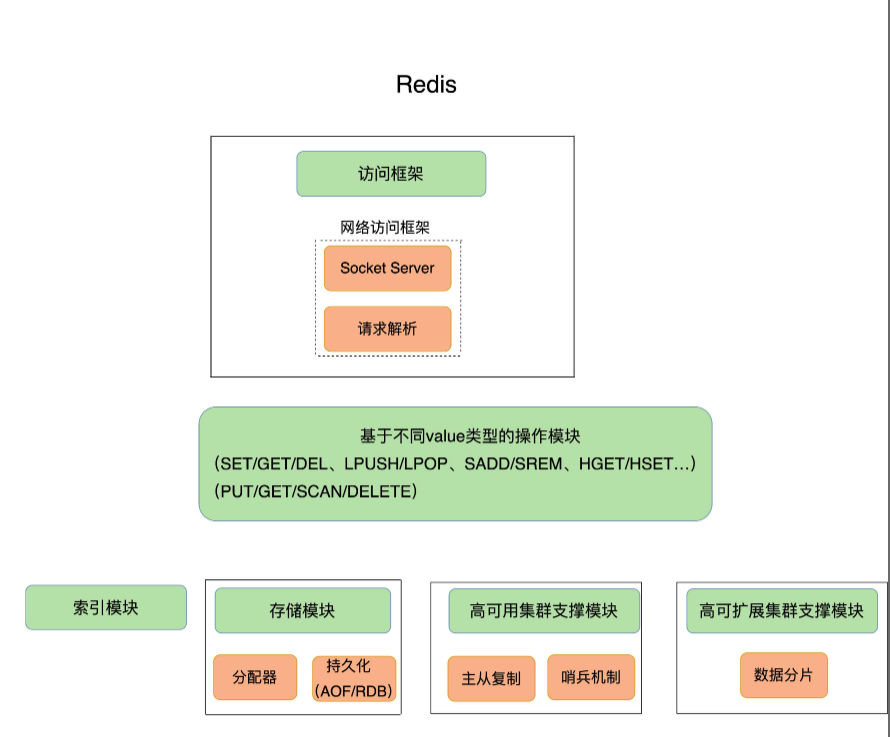 Redis
访问框架
网络访问框架
Socket Server
请求解析
基于不同value类型的操作模块
（SET/GET/DEL、LPUSH/LPOP、SADD/SREM、HGET/HSET...）
（PUT/GET/SCAN/DELETE）
索引模块
存储模块
分配器
持久化
（AOF/RDB）
高可用集群支撑模块
主从复制
哨兵机制
高可扩展集群支撑模块
数据分片